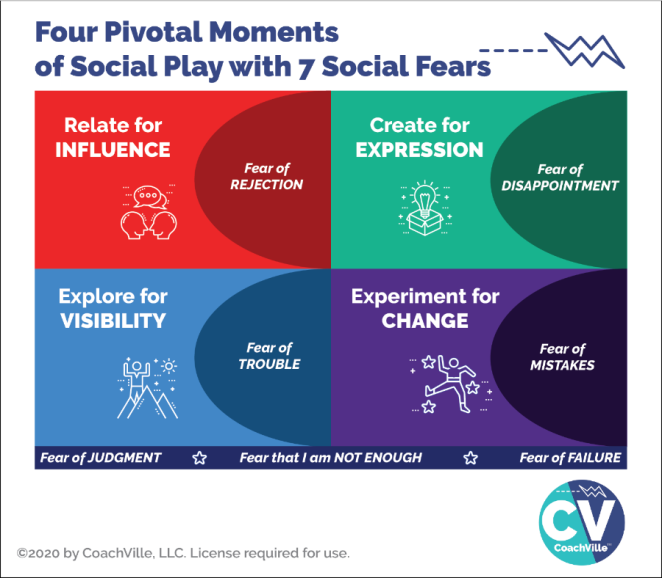 Four Pivotal Moments
of Social Play with 7 Social Fears
Relate for
INFLUENCE
Fear of
REJECTION
Create for
EXPRESSION
Fear of
DISAPPOINTMENT
Explore for
VISIBILITY
Fear of
TROUBLE
Experiment for
CHANGE
Fear of
MISTAKES
Fear of JUDGMENT
Fear that I am NOT ENOUGH
Fear of FAILURE
CV
CoachVille
©2020 by CoachVille, LLC. License required for use.